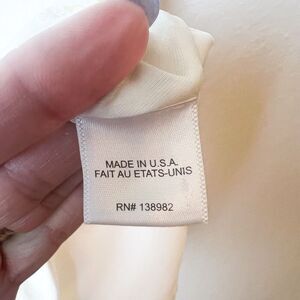 MADE IN U.S.A.
FAIT AU ETATS-UNIS
RN# 138982